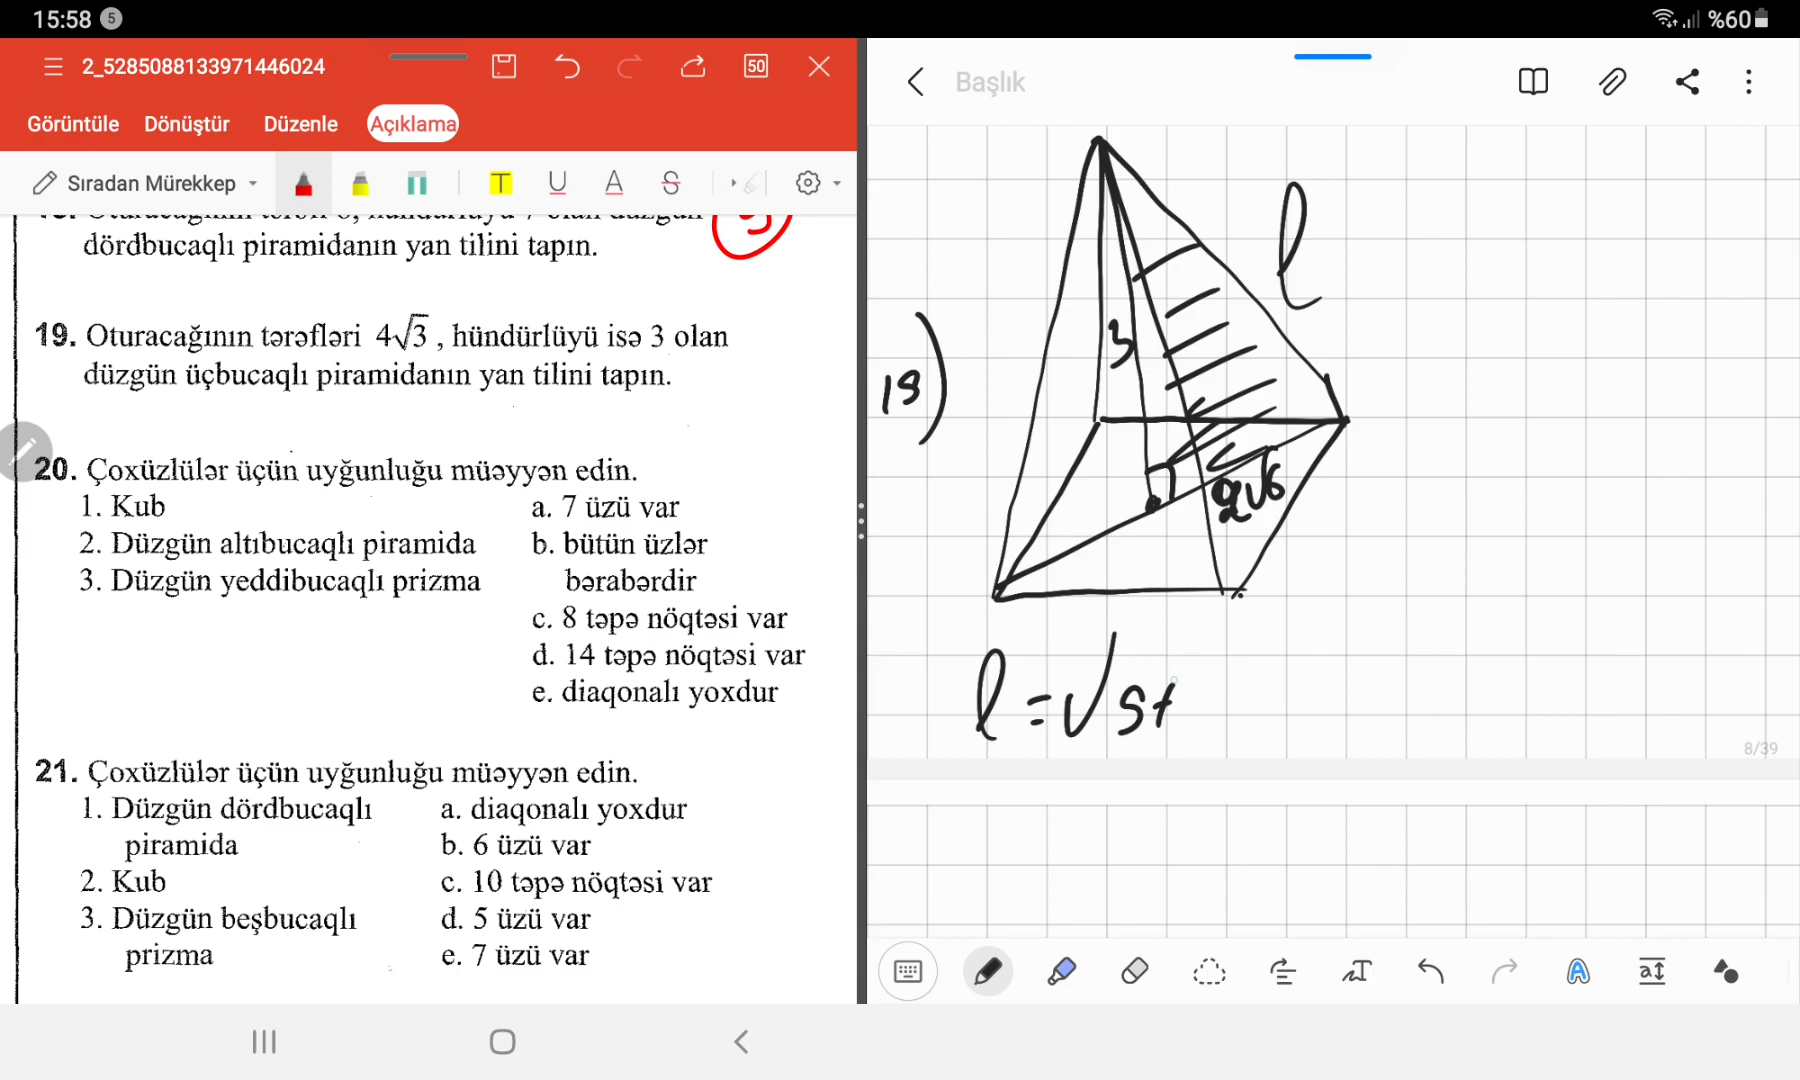 15:58 5 %60
2_5285088133971446024 50
Görüntüle Dönüştür Düzenle Açıklama
Sıradan Mürekkep T U A S
dördbucaqlı piramidanın yan tilini tapın.
19. Oturacağının tərəfləri 4√3 , hündürlüyü isə 3 olan
düzgün üçbucaqlı piramidanın yan tilini tapın.
20. Çoxüzlülər üçün uyğunluğu müəyyən edin.
1. Kub a. 7 üzü var
2. Düzgün altıbucaqlı piramida b. bütün üzlər
3. Düzgün yeddibucaqlı prizma bərabərdir
c. 8 təpə nöqtəsi var
d. 14 təpə nöqtəsi var
e. diaqonalı yoxdur
21. Çoxüzlülər üçün uyğunluğu müəyyən edin.
1. Düzgün dördbucaqlı a. diaqonalı yoxdur
piramida b. 6 üzü var
2. Kub c. 10 təpə nöqtəsi var
3. Düzgün beşbucaqlı d. 5 üzü var
prizma e. 7 üzü var
Başlık
l
3
2√6
l = √9+
8/39